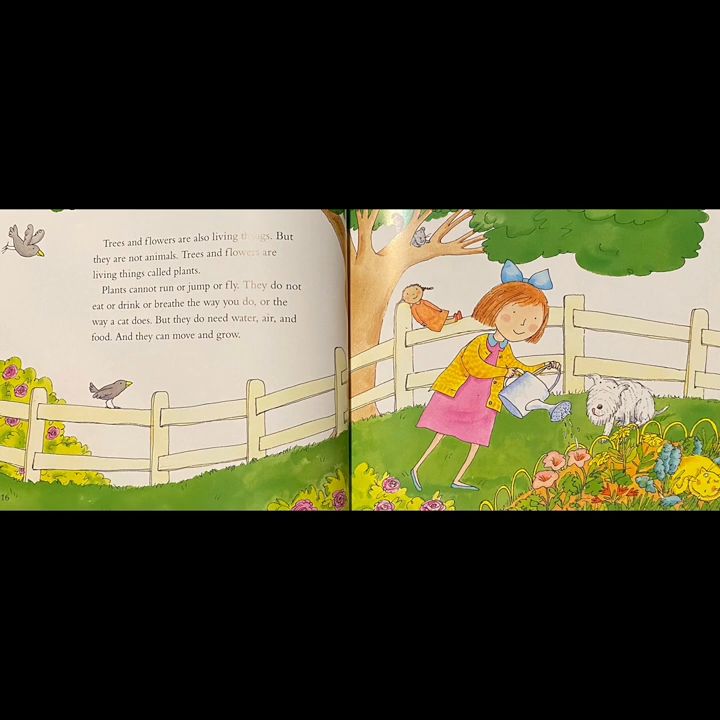 Trees and flowers are also living things. But
they are not animals. Trees and flowers are
living things called plants.
Plants cannot run or jump or fly. They do not
eat or drink or breathe the way you do, or the
way a cat does. But they do need water, air, and
food. And they can move and grow.
16